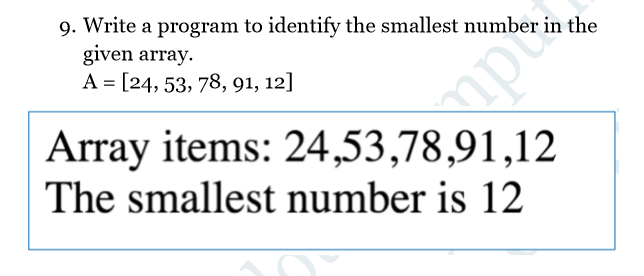 9. Write a program to identify the smallest number in the
given array.
A = [24, 53, 78, 91, 12]
Array items: 24,53,78,91,12
The smallest number is 12